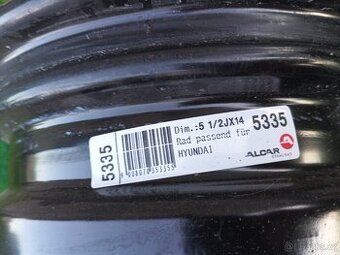 5335
Dim.:5 1/2JX14
Rad passend für
HYUNDAI
5335
ALCAR